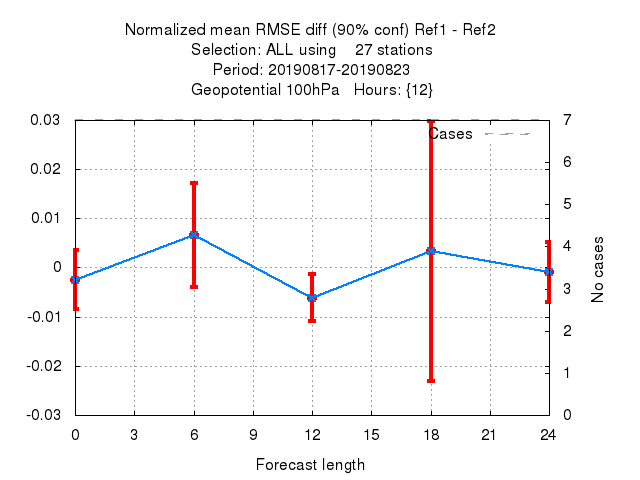 Normalized mean RMSE diff (90% conf) Ref1 - Ref2
Selection: ALL using 27 stations
Period: 20190817-20190823
Geopotential 100hPa Hours: {12}
0.03
0.02
0.01
0
-0.01
-0.02
-0.03
Cases
7
6
5
4
3
2
1
0
No cases
0 3 6 9 12 15 18 21 24
Forecast length